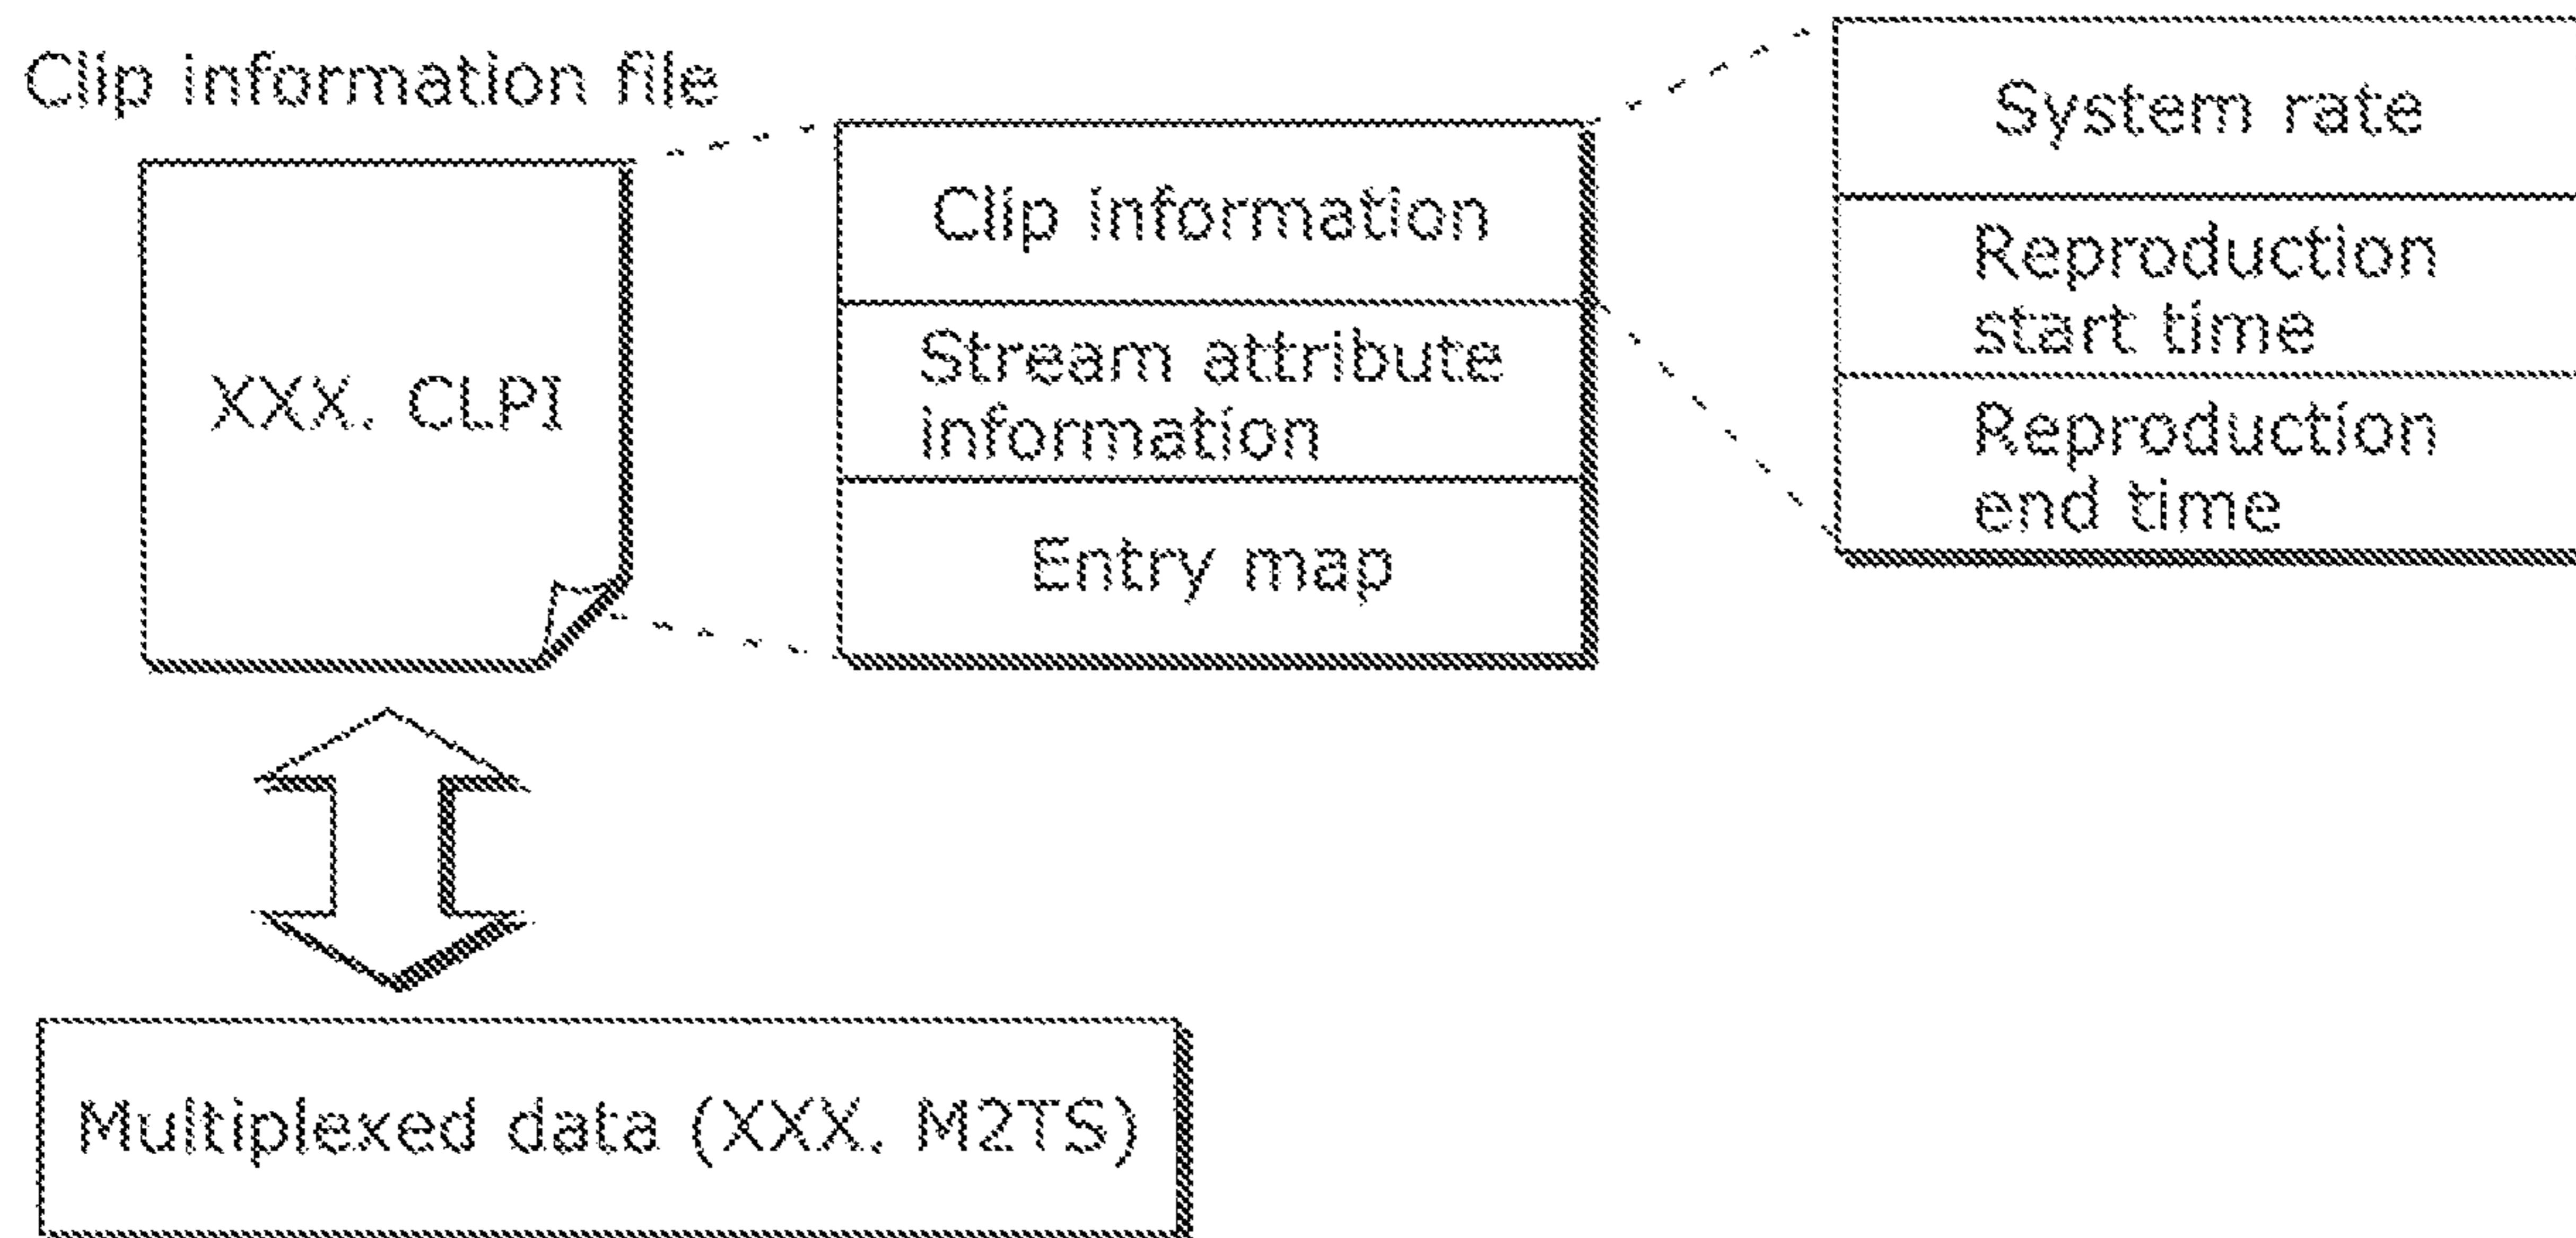 Clip information file
XXX. CLPI
Clip information
Stream attribute
information
Entry map
System rate
Reproduction
start time
Reproduction
end time
Multiplexed data (XXX. M2TS)